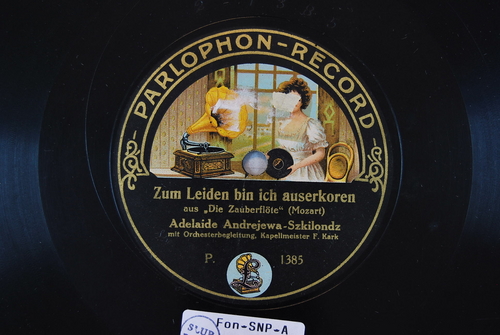 PARLOPHON-RECORD
Zum Leiden bin ich auserkoren
aus „Die Zauberflöte“ (Mozart)
Adelaide Andrejewa-Szkilondz
mit Orchesterbegleitung, Kapellmeister F. Kark
P. 1385
Fon-SNP-A
SLUB